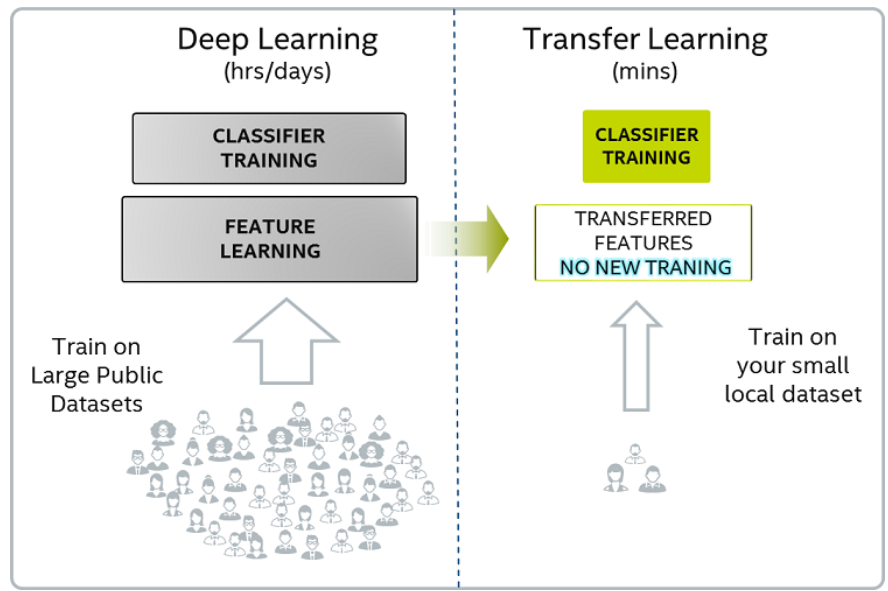 Deep Learning
(hrs/days)
CLASSIFIER
TRAINING
FEATURE
LEARNING
Train on
Large Public
Datasets
Transfer Learning
(mins)
CLASSIFIER
TRAINING
TRANSFERRED
FEATURES
NO NEW TRANING
Train on
your small
local dataset